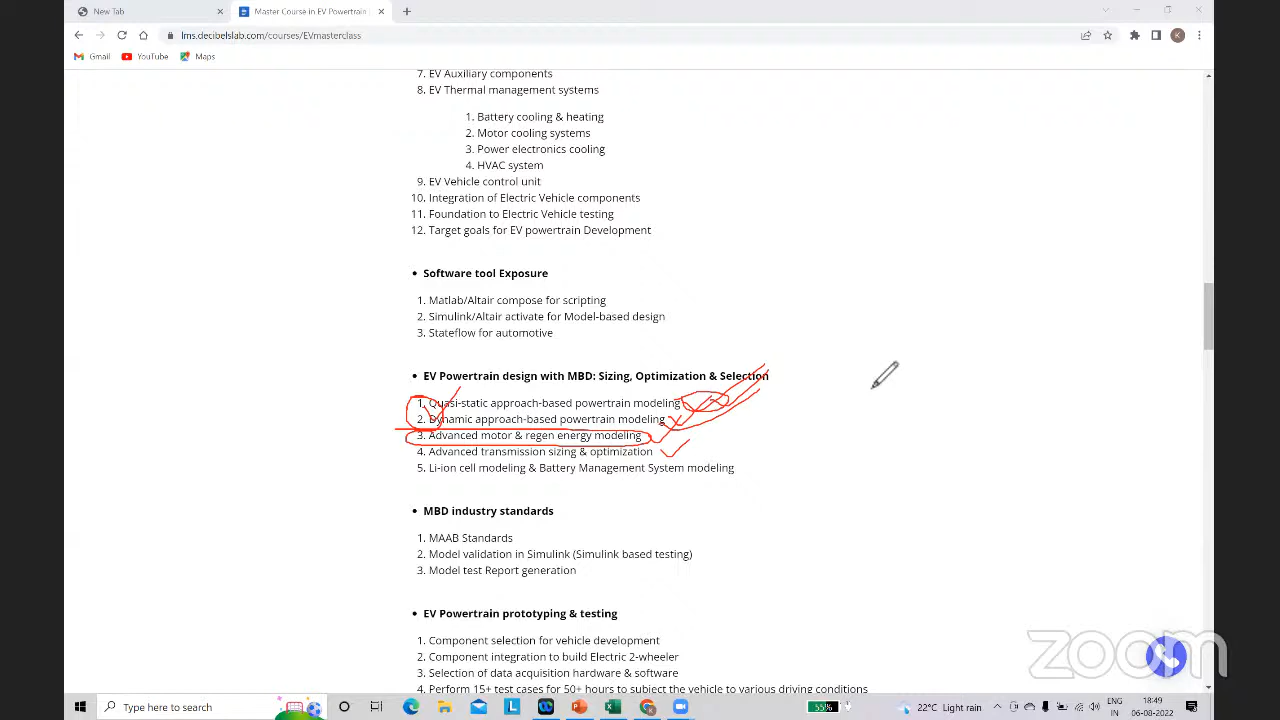 New Tab
Master Course in EV Powertrain
lms.decibelslab.com/courses/EVmasterclass
K
Gmail
YouTube
Maps
7. EV Auxiliary components
8. EV Thermal management systems
1. Battery cooling & heating
2. Motor cooling systems
3. Power electronics cooling
4. HVAC system
9. EV Vehicle control unit
10. Integration of Electric Vehicle components
11. Foundation to Electric Vehicle testing
12. Target goals for EV powertrain Development
• Software tool Exposure
1. Matlab/Altair compose for scripting
2. Simulink/Altair activate for Model-based design
3. Stateflow for automotive
• EV Powertrain design with MBD: Sizing, Optimization & Selection
1. Quasi-static approach-based powertrain modeling
2. Dynamic approach-based powertrain modeling
3. Advanced motor & regen energy modeling
4. Advanced transmission sizing & optimization
5. Li-ion cell modeling & Battery Management System modeling
• MBD industry standards
1. MAAB Standards
2. Model validation in Simulink (Simulink based testing)
3. Model test Report generation
• EV Powertrain prototyping & testing
1. Component selection for vehicle development
2. Component integration to build Electric 2-wheeler
3. Selection of data acquisition hardware & software
4. Perform 15+ test cases for 50+ hours to subject the vehicle to various driving conditions
zoom
Type here to search
L
55%
22°C Light rain
ENG
IN
18:49
06-08-2022